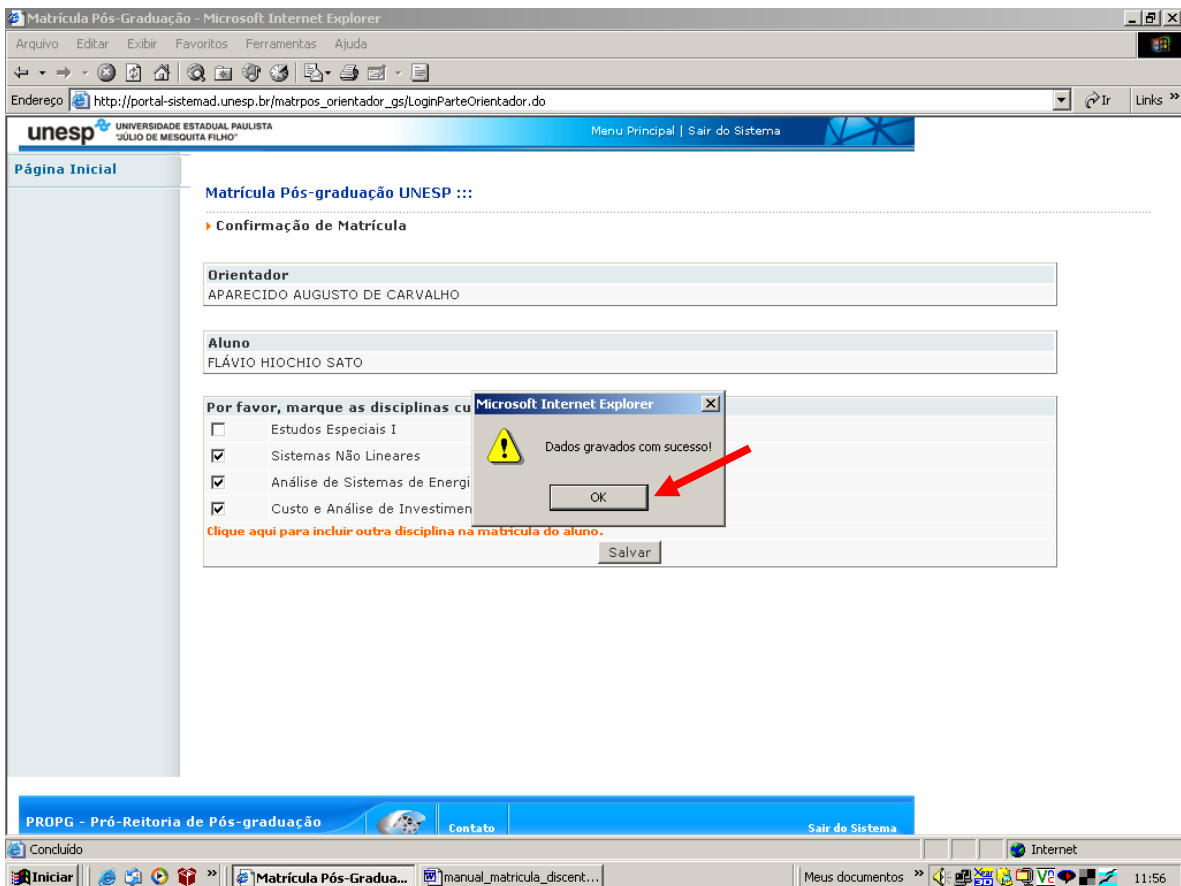 Matrícula Pós-Graduação - Microsoft Internet Explorer
Arquivo Editar Exibir Favoritos Ferramentas Ajuda
Endereço http://portal-sistemad.unesp.br/matrpos_orientador_gs/LoginParteOrientador.do Ir Links »
unesp UNIVERSIDADE ESTADUAL PAULISTA
"JÚLIO DE MESQUITA FILHO"
Menu Principal | Sair do Sistema
Página Inicial
Matrícula Pós-graduação UNESP :::
Confirmação de Matrícula
Orientador
APARECIDO AUGUSTO DE CARVALHO
Aluno
FLÁVIO HIOCHIO SATO
Por favor, marque as disciplinas cu
Estudos Especiais I
Sistemas Não Lineares
Análise de Sistemas de Energi
Custo e Análise de Investimen
Clique aqui para incluir outra disciplina na matrícula do aluno.
Salvar
Microsoft Internet Explorer
Dados gravados com sucesso!
OK
PROPG - Pró-Reitoria de Pós-graduação Contato Sair do Sistema
Concluído Internet
Iniciar » Matrícula Pós-Gradua... manual_matricula_discent... Meus documentos » 11:56